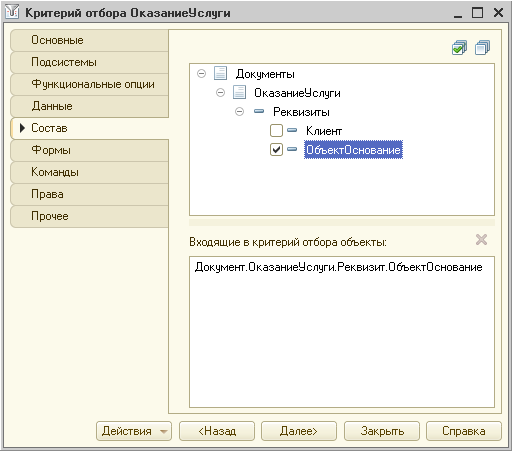 Критерий отбора ОказаниеУслуги
Основные
Подсистемы
Функциональные опции
Данные
Состав
Формы
Команды
Права
Прочее
Документы
ОказаниеУслуги
Реквизиты
Клиент
ОбъектОснование
Входящие в критерий отбора объекты:
Документ.ОказаниеУслуги.Реквизит.ОбъектОснование
Действия
<Назад
Далее>
Закрыть
Справка